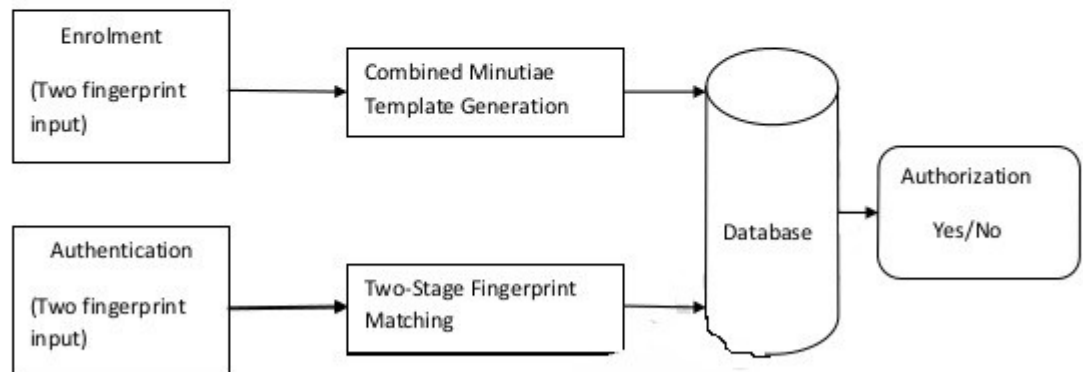 Enrolment
(Two fingerprint
input)
Combined Minutiae
Template Generation
Authorization
Yes/No
Database
Authentication
(Two fingerprint
input)
Two-Stage Fingerprint
Matching